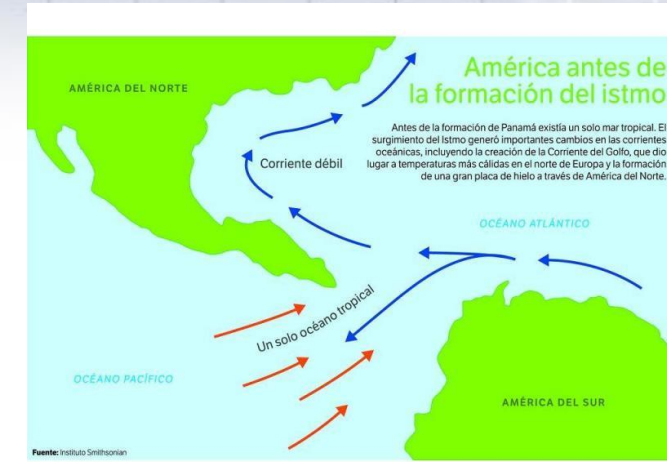 América antes de
la formación del istmo
Antes de la formación de Panamá existía un solo mar tropical. El
surgimiento del Istmo generó importantes cambios en las corrientes
oceánicas, incluyendo la creación de la Corriente del Golfo, que dio
lugar a temperaturas más cálidas en el norte de Europa y la formación
de una gran placa de hielo a través de América del Norte.
AMÉRICA DEL NORTE
Corriente débil
OCÉANO ATLÁNTICO
Un solo océano tropical
OCÉANO PACÍFICO
AMÉRICA DEL SUR
Fuente: Instituto Smithsonian